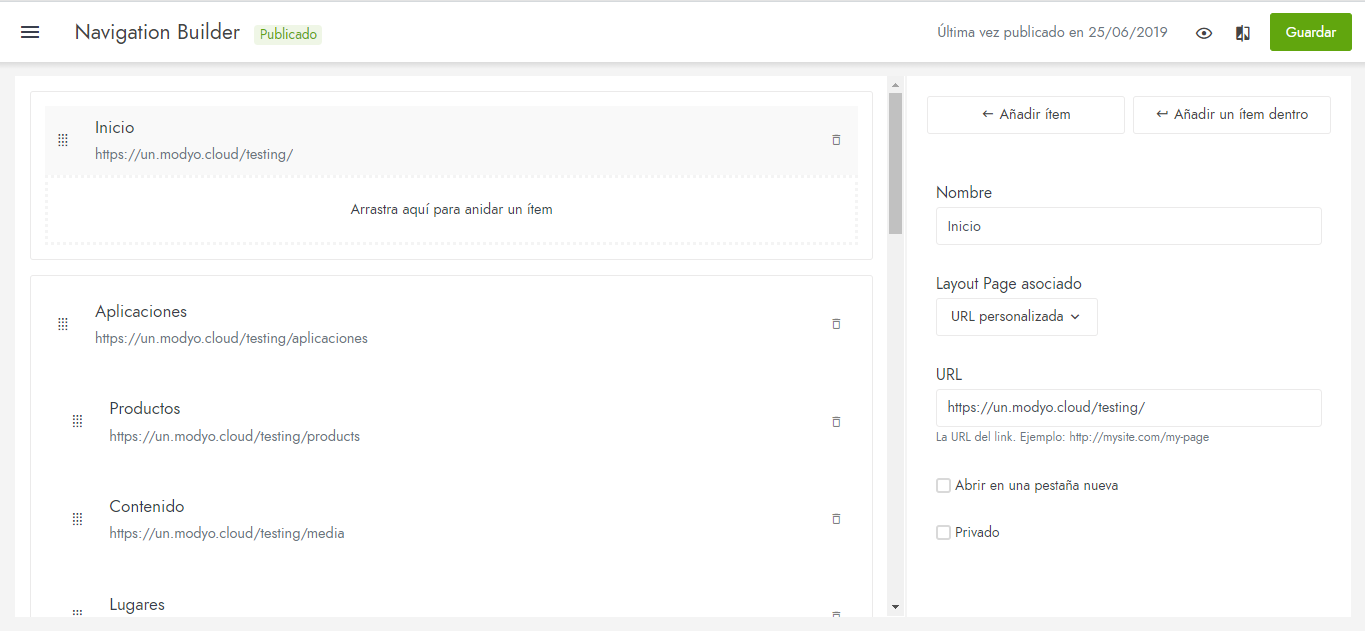 Navigation Builder
Publicado
Última vez publicado en 25/06/2019
Guardar
Inicio
https://un.modyo.cloud/testing/
Arrastra aquí para anidar un ítem
Aplicaciones
https://un.modyo.cloud/testing/aplicaciones
Productos
https://un.modyo.cloud/testing/products
Contenido
https://un.modyo.cloud/testing/media
Lugares
← Añadir ítem
↩ Añadir un ítem dentro
Nombre
Inicio
Layout Page asociado
URL personalizada
URL
https://un.modyo.cloud/testing/
La URL del link. Ejemplo: http://mysite.com/my-page
Abrir en una pestaña nueva
Privado